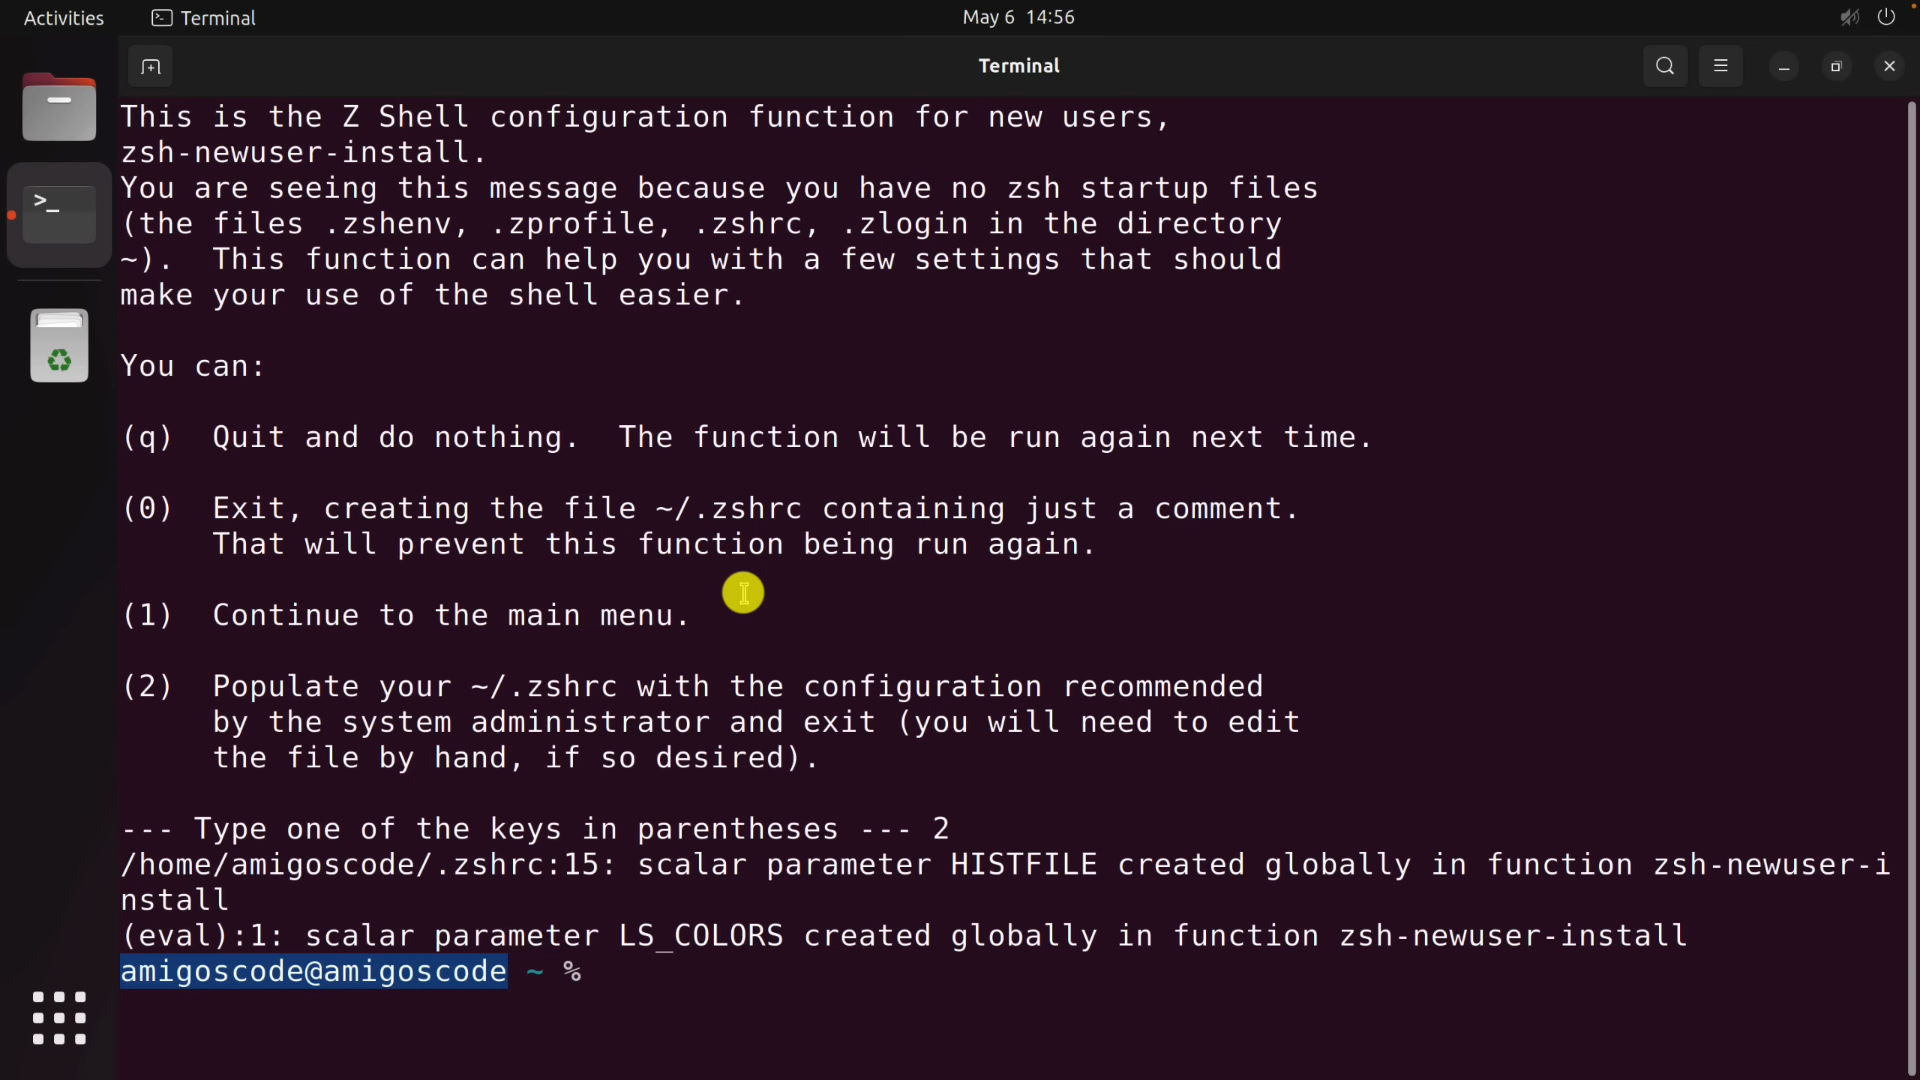 Activities
Terminal
May 6 14:56
Terminal
This is the Z Shell configuration function for new users,
zsh-newuser-install.
You are seeing this message because you have no zsh startup files
(the files .zshenv, .zprofile, .zshrc, .zlogin in the directory
~).  This function can help you with a few settings that should
make your use of the shell easier.
You can:
(q)  Quit and do nothing.  The function will be run again next time.
(0)  Exit, creating the file ~/.zshrc containing just a comment.
     That will prevent this function being run again.
(1)  Continue to the main menu.
(2)  Populate your ~/.zshrc with the configuration recommended
     by the system administrator and exit (you will need to edit
     the file by hand, if so desired).
--- Type one of the keys in parentheses --- 2
/home/amigoscode/.zshrc:15: scalar parameter HISTFILE created globally in function zsh-newuser-i
nstall
(eval):1: scalar parameter LS_COLORS created globally in function zsh-newuser-install
amigoscode@amigoscode ~ %